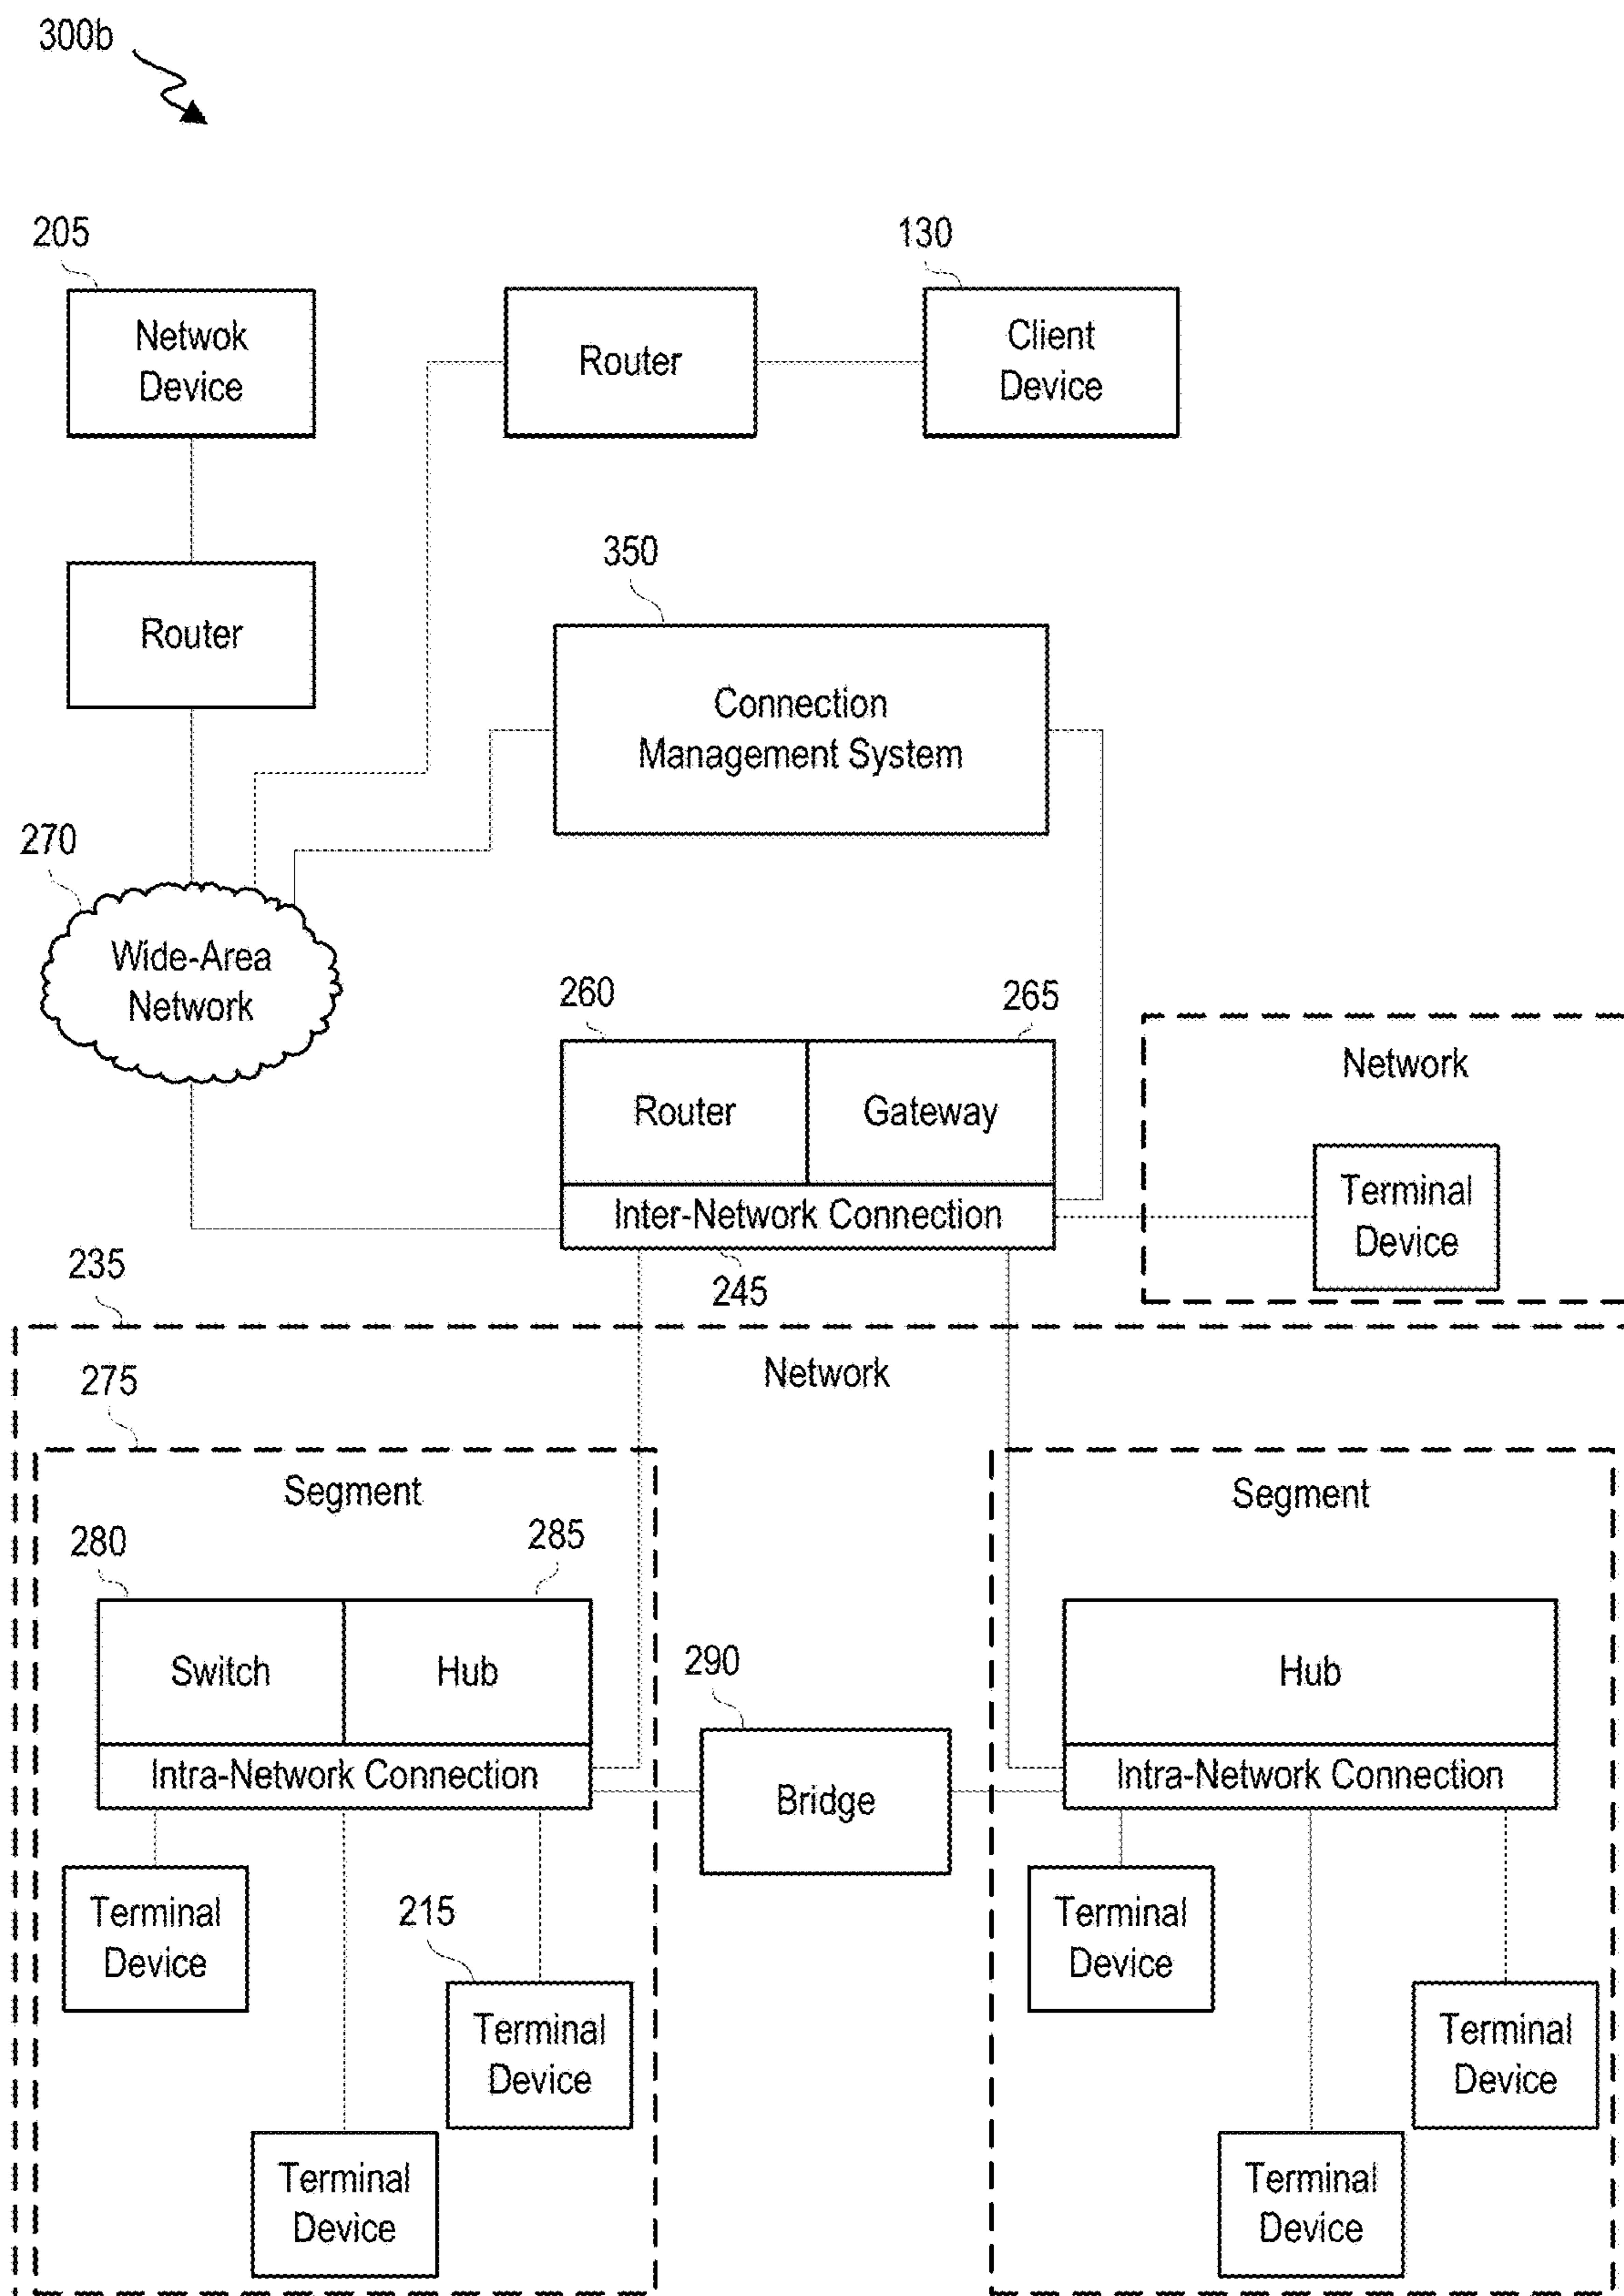 300b
205
130
Netwok
Device
Router
Client
Device
350
Router
Connection
Management System
270
Wide-Area
Network
260
265
Router
Gateway
Inter-Network Connection
245
Network
Terminal
Device
235
Network
275
Segment
280
285
Switch
Hub
Intra-Network Connection
290
Bridge
Segment
Hub
Intra-Network Connection
Terminal
Device
215
Terminal
Device
Terminal
Device
Terminal
Device
Terminal
Device
Terminal
Device